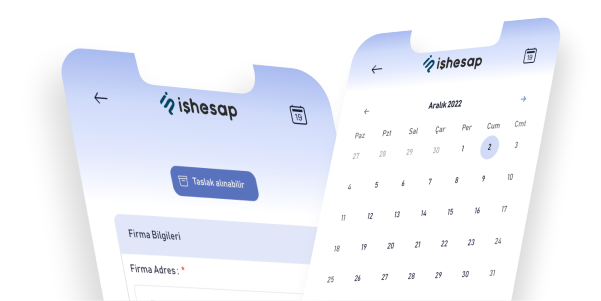 işhesap
19
Taslak alınabilir
Firma Bilgileri
Firma Adres: *
işhesap
19
Aralık 2022
Paz Pzt Sal Çar Per Cum Cmt
27 28 29 30 1 2 3
4 5 6 7 8 9 10
11 12 13 14 15 16 17
18 19 20 21 22 23 24
25 26 27 28 29 30 31